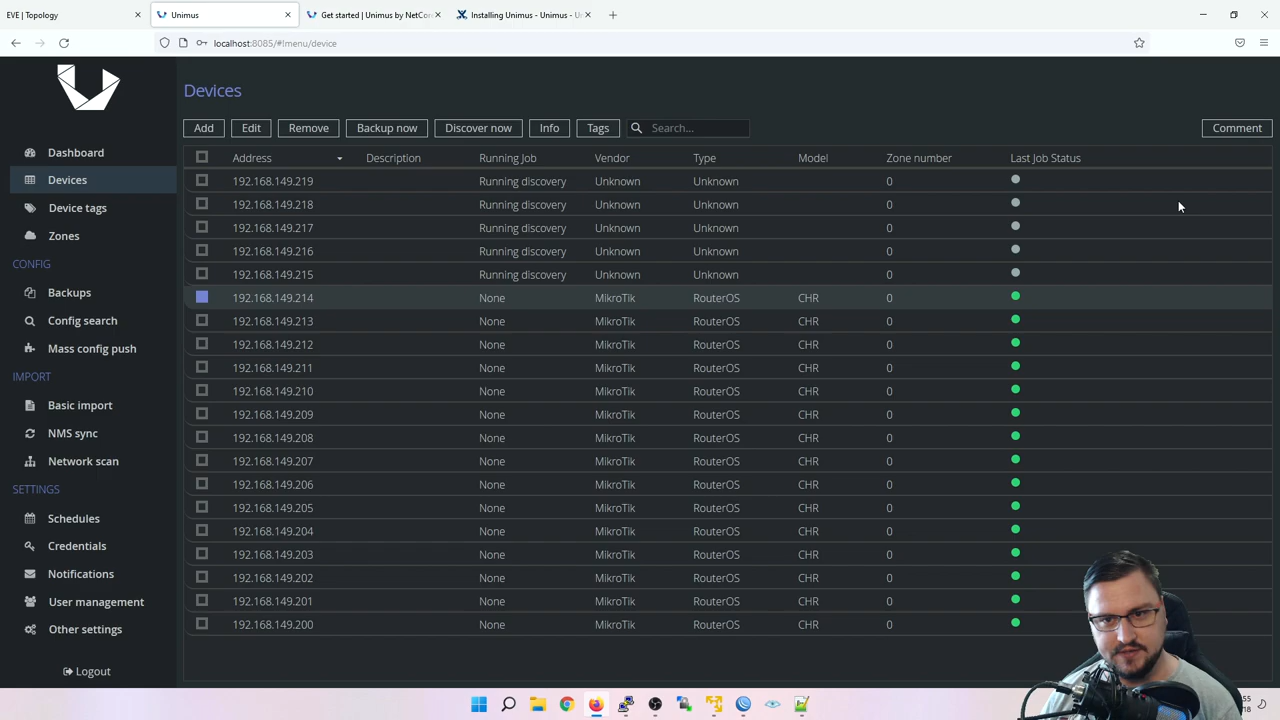 EVE | Topology
Unimus
Get started | Unimus by NetCor
Installing Unimus - Unimus - U
localhost:8085/#!menu/device
Devices
Add Edit Remove Backup now Discover now Info Tags Search... Comment
Dashboard
Devices
Device tags
Zones
CONFIG
Backups
Config search
Mass config push
IMPORT
Basic import
NMS sync
Network scan
SETTINGS
Schedules
Credentials
Notifications
User management
Other settings
Logout
Address Description Running Job Vendor Type Model Zone number Last Job Status
192.168.149.219 Running discovery Unknown Unknown 0
192.168.149.218 Running discovery Unknown Unknown 0
192.168.149.217 Running discovery Unknown Unknown 0
192.168.149.216 Running discovery Unknown Unknown 0
192.168.149.215 Running discovery Unknown Unknown 0
192.168.149.214 None MikroTik RouterOS CHR 0
192.168.149.213 None MikroTik RouterOS CHR 0
192.168.149.212 None MikroTik RouterOS CHR 0
192.168.149.211 None MikroTik RouterOS CHR 0
192.168.149.210 None MikroTik RouterOS CHR 0
192.168.149.209 None MikroTik RouterOS CHR 0
192.168.149.208 None MikroTik RouterOS CHR 0
192.168.149.207 None MikroTik RouterOS CHR 0
192.168.149.206 None MikroTik RouterOS CHR 0
192.168.149.205 None MikroTik RouterOS CHR 0
192.168.149.204 None MikroTik RouterOS CHR 0
192.168.149.203 None MikroTik RouterOS CHR 0
192.168.149.202 None MikroTik RouterOS CHR 0
192.168.149.201 None MikroTik RouterOS CHR 0
192.168.149.200 None MikroTik RouterOS CHR 0